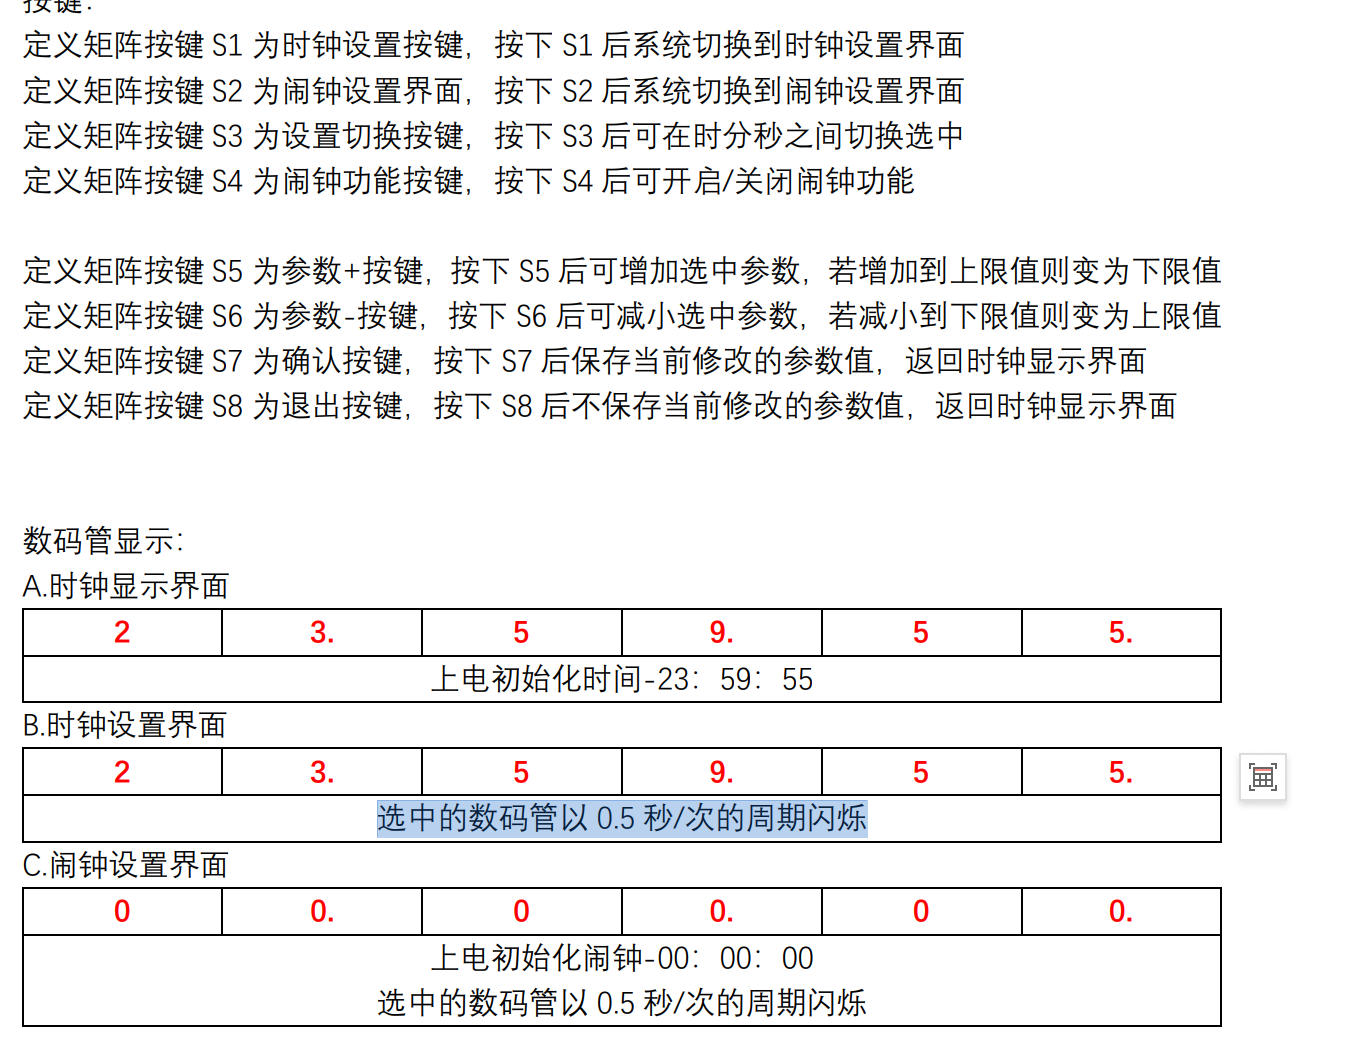 按键：
定义矩阵按键 S1 为时钟设置按键，按下 S1 后系统切换到时钟设置界面
定义矩阵按键 S2 为闹钟设置界面，按下 S2 后系统切换到闹钟设置界面
定义矩阵按键 S3 为设置切换按键，按下 S3 后可在时分秒之间切换选中
定义矩阵按键 S4 为闹钟功能按键，按下 S4 后可开启/关闭闹钟功能
定义矩阵按键 S5 为参数+按键，按下 S5 后可增加选中参数，若增加到上限值则变为下限值
定义矩阵按键 S6 为参数-按键，按下 S6 后可减小选中参数，若减小到下限值则变为上限值
定义矩阵按键 S7 为确认按键，按下 S7 后保存当前修改的参数值，返回时钟显示界面
定义矩阵按键 S8 为退出按键，按下 S8 后不保存当前修改的参数值，返回时钟显示界面
数码管显示：
A.时钟显示界面
2 3. 5 9. 5 5.
上电初始化时间-23：59：55
B.时钟设置界面
2 3. 5 9. 5 5.
选中的数码管以 0.5 秒/次的周期闪烁
C.闹钟设置界面
0 0. 0 0. 0 0.
上电初始化闹钟-00：00：00
选中的数码管以 0.5 秒/次的周期闪烁